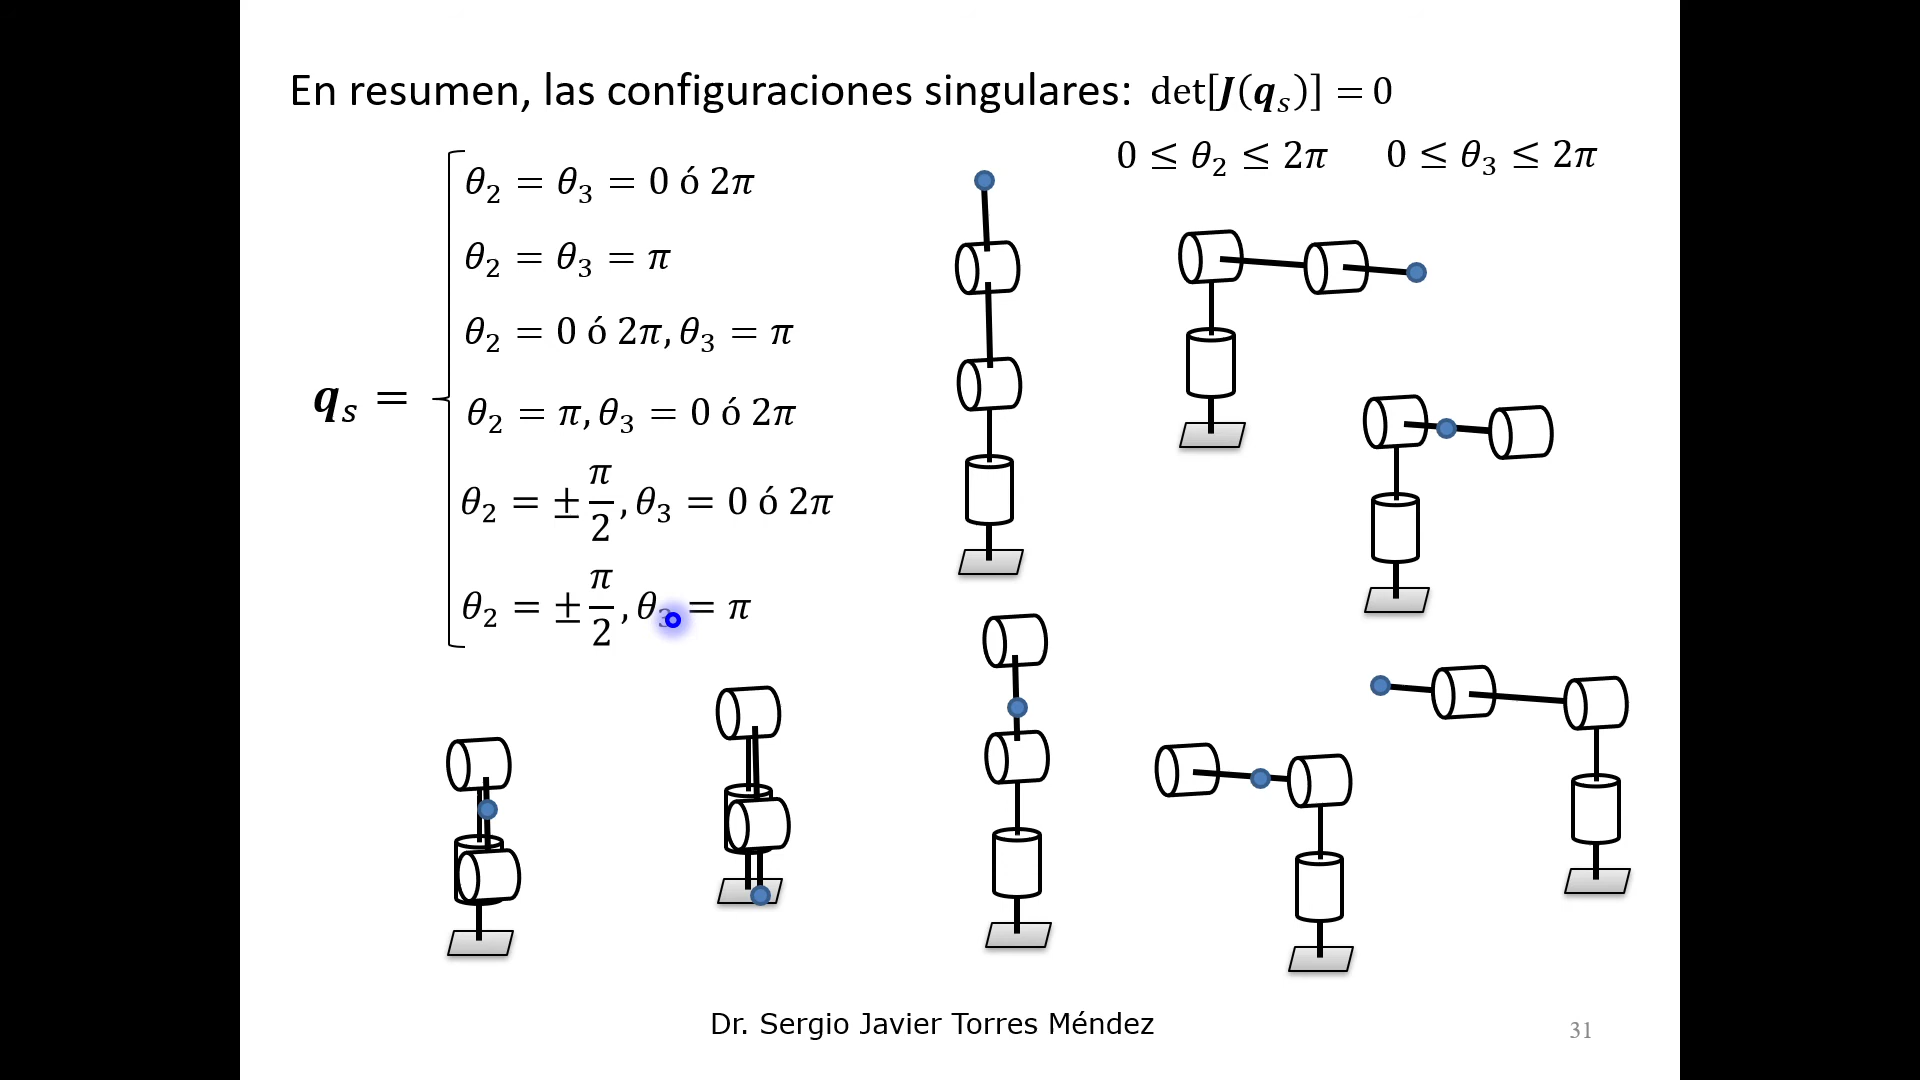 En resumen, las configuraciones singulares: det[J(qₛ)] = 0
0 ≤ θ₂ ≤ 2π 0 ≤ θ₃ ≤ 2π
θ₂ = θ₃ = 0 ó 2π
θ₂ = θ₃ = π
θ₂ = 0 ó 2π, θ₃ = π
qₛ =
θ₂ = π, θ₃ = 0 ó 2π
θ₂ = ±π/2, θ₃ = 0 ó 2π
θ₂ = ±π/2, θ₃ = π
Dr. Sergio Javier Torres Méndez
31